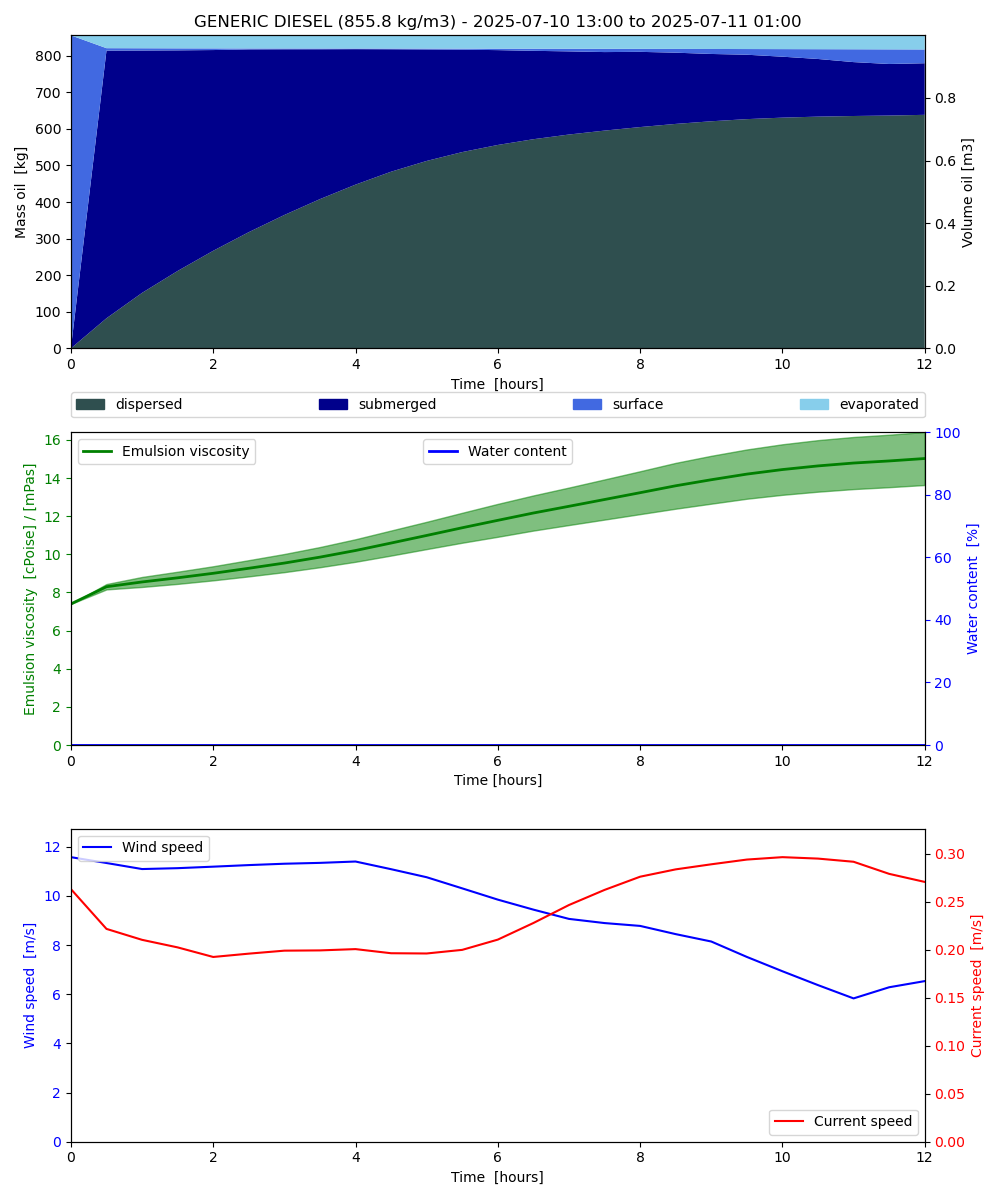 GENERIC DIESEL (855.8 kg/m3) - 2025-07-10 13:00 to 2025-07-11 01:00
Mass oil  [kg]
800
700
600
500
400
300
200
100
0
0.8
0.6
0.4
0.2
0.0
Volume oil [m3]
0 2 4 6 8 10 12
Time  [hours]
dispersed submerged surface evaporated
Emulsion viscosity  [cPoise] / [mPas]
16
14
12
10
8
6
4
2
0
Emulsion viscosity Water content
100
80
60
40
20
0
Water content  [%]
0 2 4 6 8 10 12
Time [hours]
Wind speed  [m/s]
12
10
8
6
4
2
0
Wind speed
0.30
0.25
0.20
0.15
0.10
0.05
0.00
Current speed  [m/s]
Current speed
0 2 4 6 8 10 12
Time  [hours]